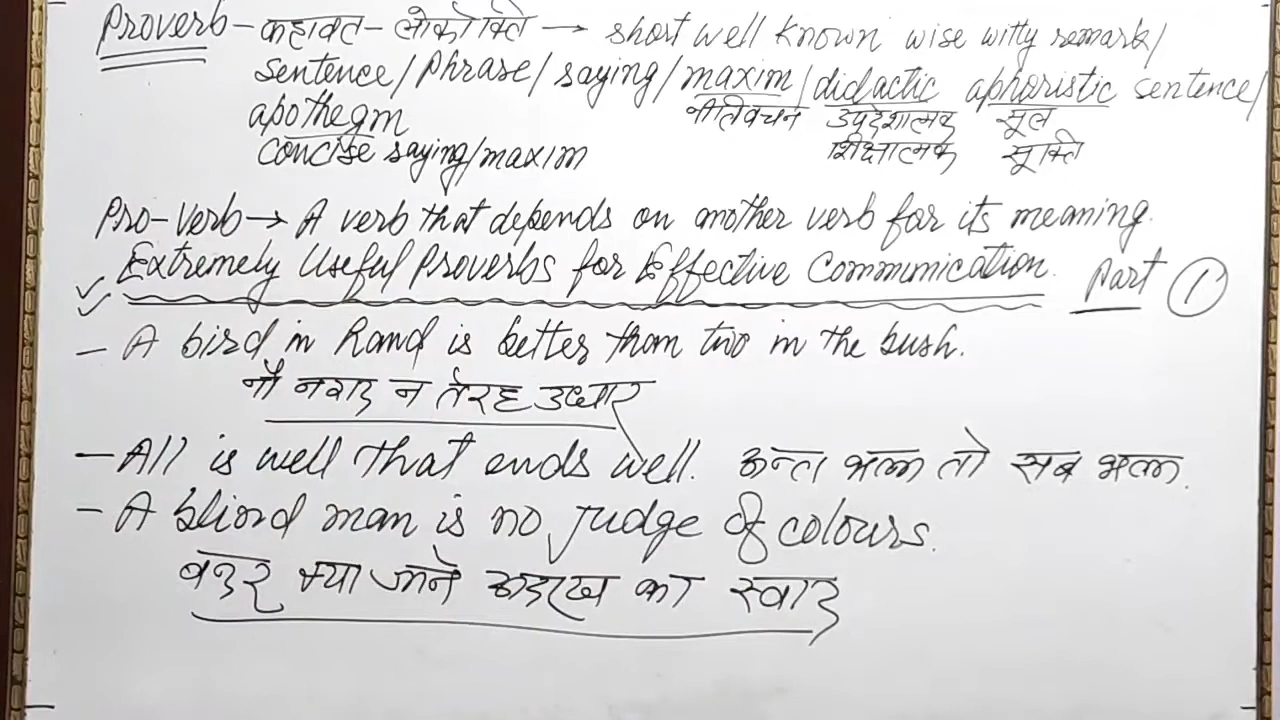 Proverb - कहावत - लोकोक्ति → short well known wise witty remark/
sentence/phrase/saying/maxim/didactic aphoristic sentence/
apothegm नीतिवचन उपदेशात्मक सूत्र
concise saying/maxim शिक्षात्मक सूक्ति
Pro-Verb → A verb that depends on another verb for its meaning.
Extremely Useful Proverbs for Effective Communication. Part 1
- A bird in hand is better than two in the bush.
नौ नकद न तेरह उधार
- All is well that ends well. अन्त भला तो सब भला.
- A blind man is no judge of colours.
बन्दर क्या जाने अदरख का स्वाद